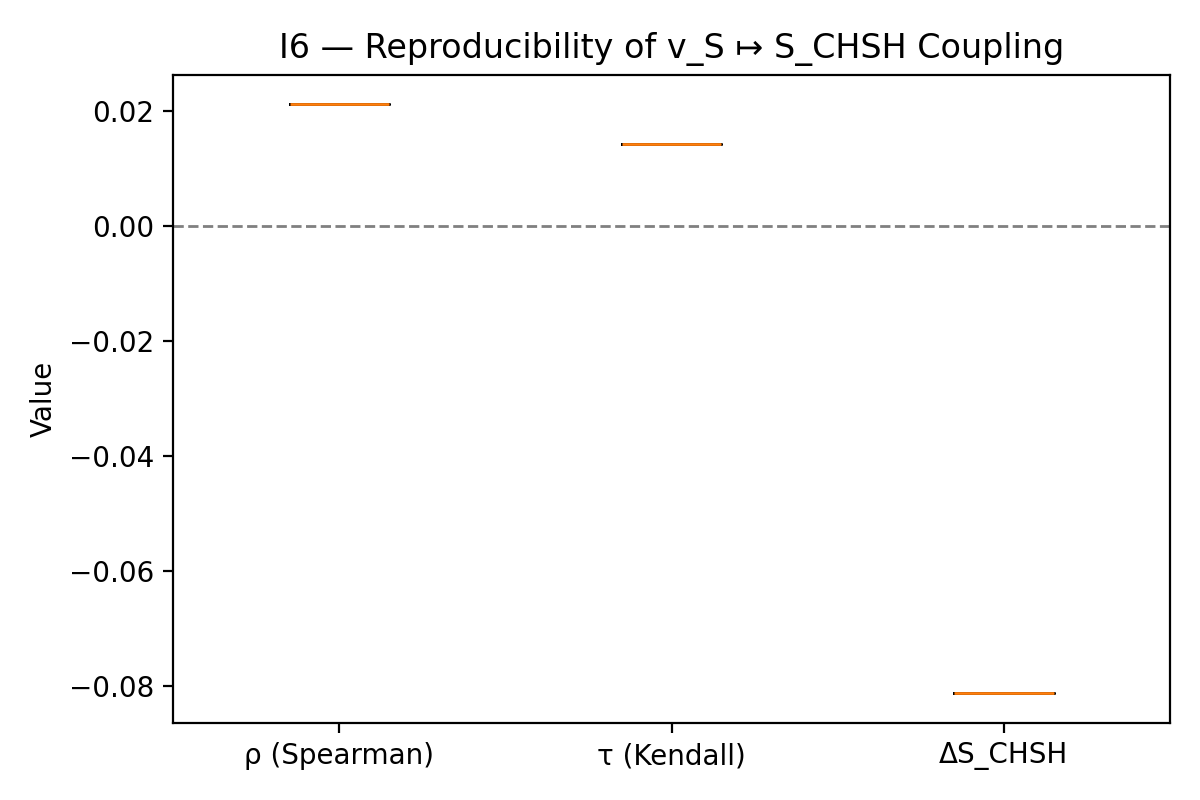 I6 — Reproducibility of v_S ↦ S_CHSH Coupling
0.02
0.00
−0.02
−0.04
−0.06
−0.08
Value
ρ (Spearman)
τ (Kendall)
ΔS_CHSH